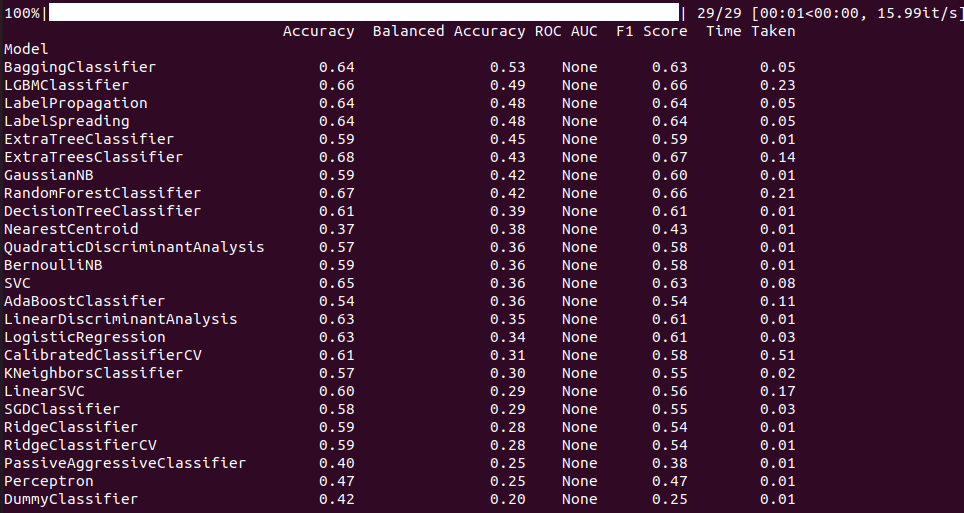 100%| | 29/29 [00:01<00:00, 15.99it/s]
Accuracy Balanced Accuracy ROC AUC F1 Score Time Taken
Model
BaggingClassifier 0.64 0.53 None 0.63 0.05
LGBMClassifier 0.66 0.49 None 0.66 0.23
LabelPropagation 0.64 0.48 None 0.64 0.05
LabelSpreading 0.64 0.48 None 0.64 0.05
ExtraTreeClassifier 0.59 0.45 None 0.59 0.01
ExtraTreesClassifier 0.68 0.43 None 0.67 0.14
GaussianNB 0.59 0.42 None 0.60 0.01
RandomForestClassifier 0.67 0.42 None 0.66 0.21
DecisionTreeClassifier 0.61 0.39 None 0.61 0.01
NearestCentroid 0.37 0.38 None 0.43 0.01
QuadraticDiscriminantAnalysis 0.57 0.36 None 0.58 0.01
BernoulliNB 0.59 0.36 None 0.58 0.01
SVC 0.65 0.36 None 0.63 0.08
AdaBoostClassifier 0.54 0.36 None 0.54 0.11
LinearDiscriminantAnalysis 0.63 0.35 None 0.61 0.01
LogisticRegression 0.63 0.34 None 0.61 0.03
CalibratedClassifierCV 0.61 0.31 None 0.58 0.51
KNeighborsClassifier 0.57 0.30 None 0.55 0.02
LinearSVC 0.60 0.29 None 0.56 0.17
SGDClassifier 0.58 0.29 None 0.55 0.03
RidgeClassifier 0.59 0.28 None 0.54 0.01
RidgeClassifierCV 0.59 0.28 None 0.54 0.01
PassiveAggressiveClassifier 0.40 0.25 None 0.38 0.01
Perceptron 0.47 0.25 None 0.47 0.01
DummyClassifier 0.42 0.20 None 0.25 0.01